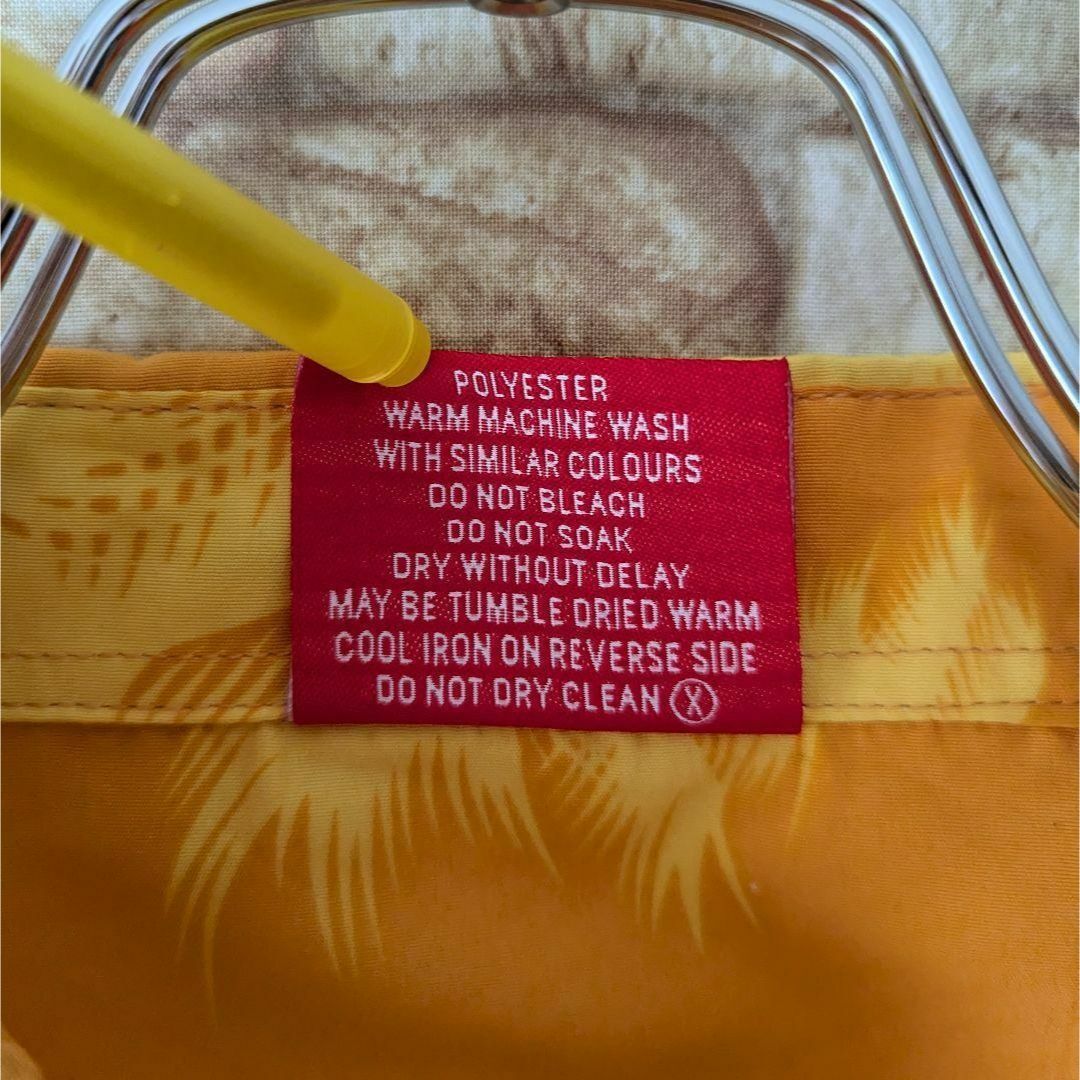 POLYESTER
WARM MACHINE WASH
WITH SIMILAR COLOURS
DO NOT BLEACH
DO NOT SOAK
DRY WITHOUT DELAY
MAY BE TUMBLE DRIED WARM
COOL IRON ON REVERSE SIDE
DO NOT DRY CLEAN Ⓧ